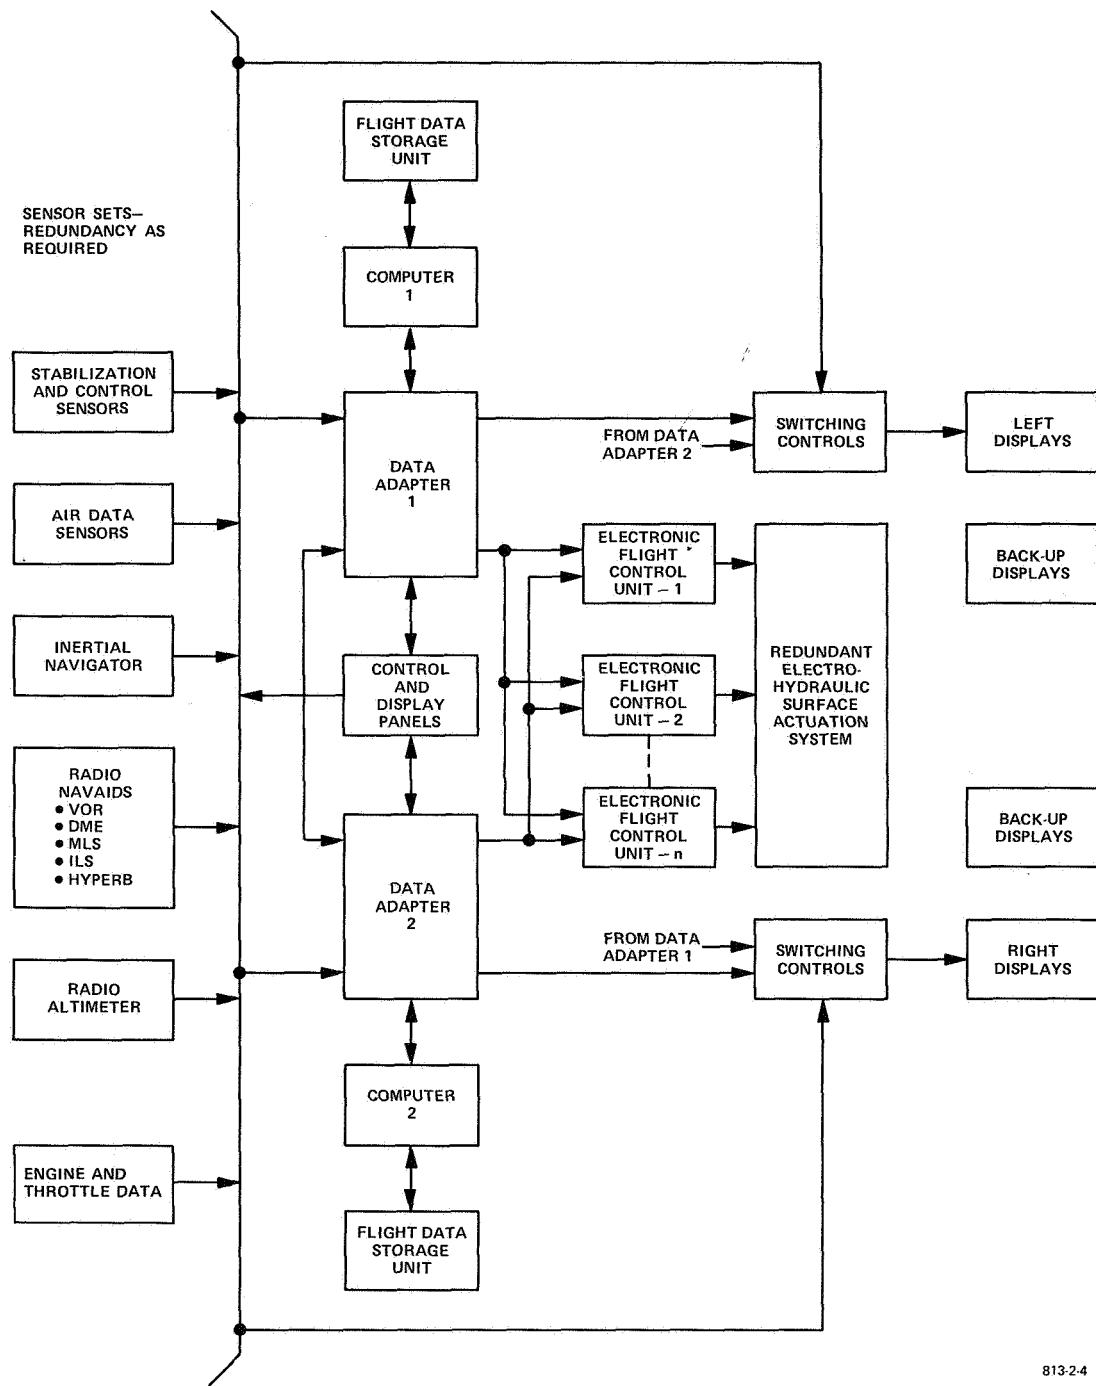 FLIGHT DATA
STORAGE
UNIT
SENSOR SETS–
REDUNDANCY AS
REQUIRED
COMPUTER
1
STABILIZATION
AND CONTROL
SENSORS
DATA
ADAPTER
1
FROM DATA
ADAPTER 2
SWITCHING
CONTROLS
LEFT
DISPLAYS
AIR DATA
SENSORS
ELECTRONIC
FLIGHT
CONTROL
UNIT – 1
BACK-UP
DISPLAYS
INERTIAL
NAVIGATOR
CONTROL
AND
DISPLAY
PANELS
ELECTRONIC
FLIGHT
CONTROL
UNIT – 2
REDUNDANT
ELECTRO-
HYDRAULIC
SURFACE
ACTUATION
SYSTEM
RADIO
NAVAIDS
● VOR
● DME
● MLS
● ILS
● HYPERB
ELECTRONIC
FLIGHT
CONTROL
UNIT – n
BACK-UP
DISPLAYS
DATA
ADAPTER
2
FROM DATA
ADAPTER 1
SWITCHING
CONTROLS
RIGHT
DISPLAYS
RADIO
ALTIMETER
COMPUTER
2
ENGINE AND
THROTTLE DATA
FLIGHT DATA
STORAGE
UNIT
813-2-4